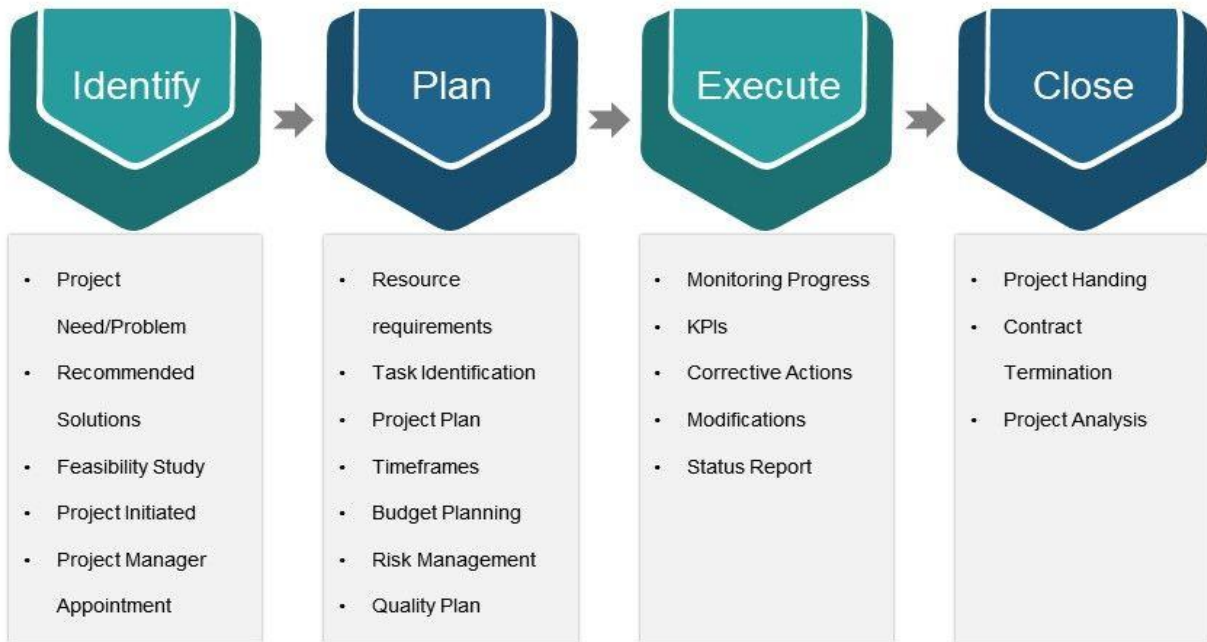 Identify
Plan
Execute
Close
• Project
Need/Problem
• Recommended
Solutions
• Feasibility Study
• Project Initiated
• Project Manager
Appointment
• Resource
requirements
• Task Identification
• Project Plan
• Timeframes
• Budget Planning
• Risk Management
• Quality Plan
• Monitoring Progress
• KPIs
• Corrective Actions
• Modifications
• Status Report
• Project Handing
• Contract
Termination
• Project Analysis